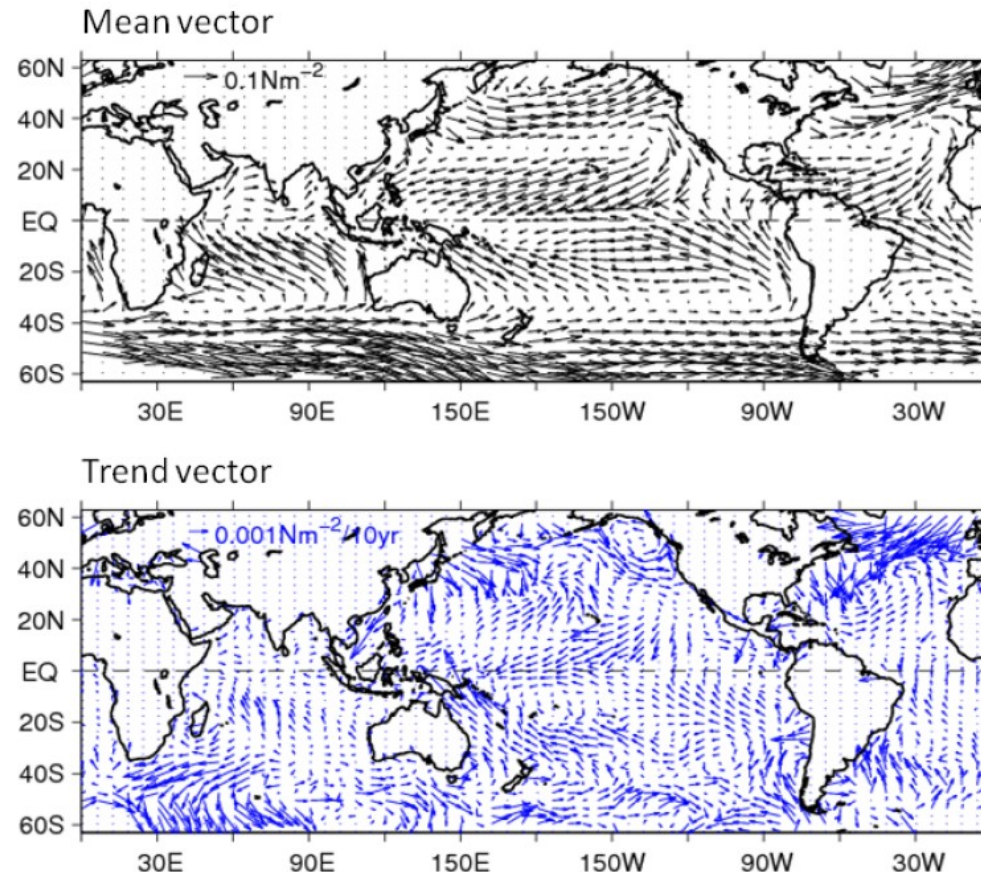 Mean vector
0.1Nm⁻²
60N
40N
20N
EQ
20S
40S
60S
30E 90E 150E 150W 90W 30W
Trend vector
0.001Nm⁻²/10yr
60N
40N
20N
EQ
20S
40S
60S
30E 90E 150E 150W 90W 30W